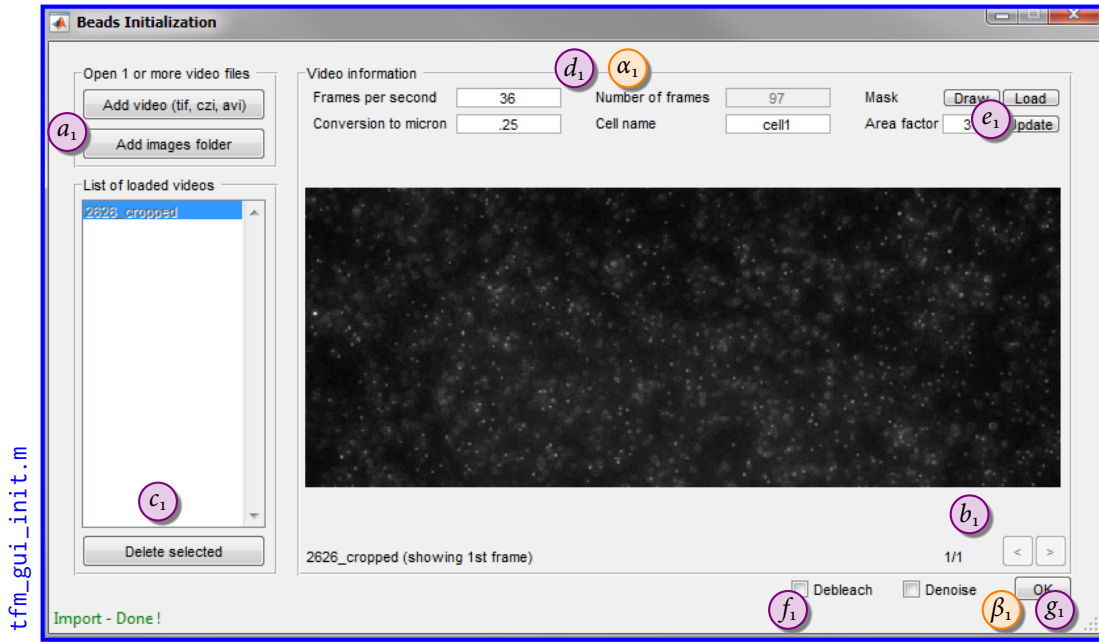 Beads Initialization
Open 1 or more video files
Add video (tif, czi, avi)
a₁
Add images folder
List of loaded videos
2626_cropped
c₁
Delete selected
Video information
d₁
α₁
Frames per second 36 Number of frames 97 Mask Draw Load
Conversion to micron .25 Cell name cell1 Area factor 3 e₁ Update
b₁
2626_cropped (showing 1st frame) 1/1 < >
Debleach Denoise OK
f₁ β₁ g₁
Import - Done !
tfm_gui_init.m